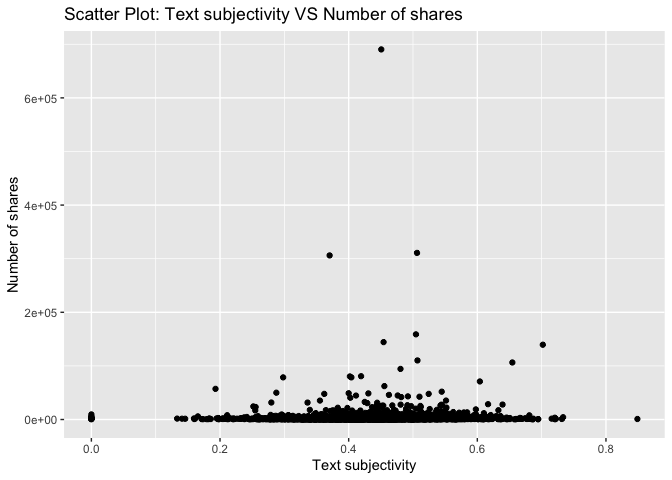 Scatter Plot: Text subjectivity VS Number of shares
6e+05
4e+05
2e+05
0e+00
Number of shares
0.0 0.2 0.4 0.6 0.8
Text subjectivity